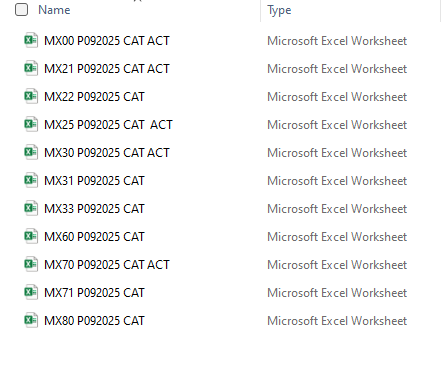 Name Type
MX00 P092025 CAT ACT Microsoft Excel Worksheet
MX21 P092025 CAT ACT Microsoft Excel Worksheet
MX22 P092025 CAT Microsoft Excel Worksheet
MX25 P092025 CAT  ACT Microsoft Excel Worksheet
MX30 P092025 CAT ACT Microsoft Excel Worksheet
MX31 P092025 CAT Microsoft Excel Worksheet
MX33 P092025 CAT Microsoft Excel Worksheet
MX60 P092025 CAT Microsoft Excel Worksheet
MX70 P092025 CAT ACT Microsoft Excel Worksheet
MX71 P092025 CAT Microsoft Excel Worksheet
MX80 P092025 CAT Microsoft Excel Worksheet